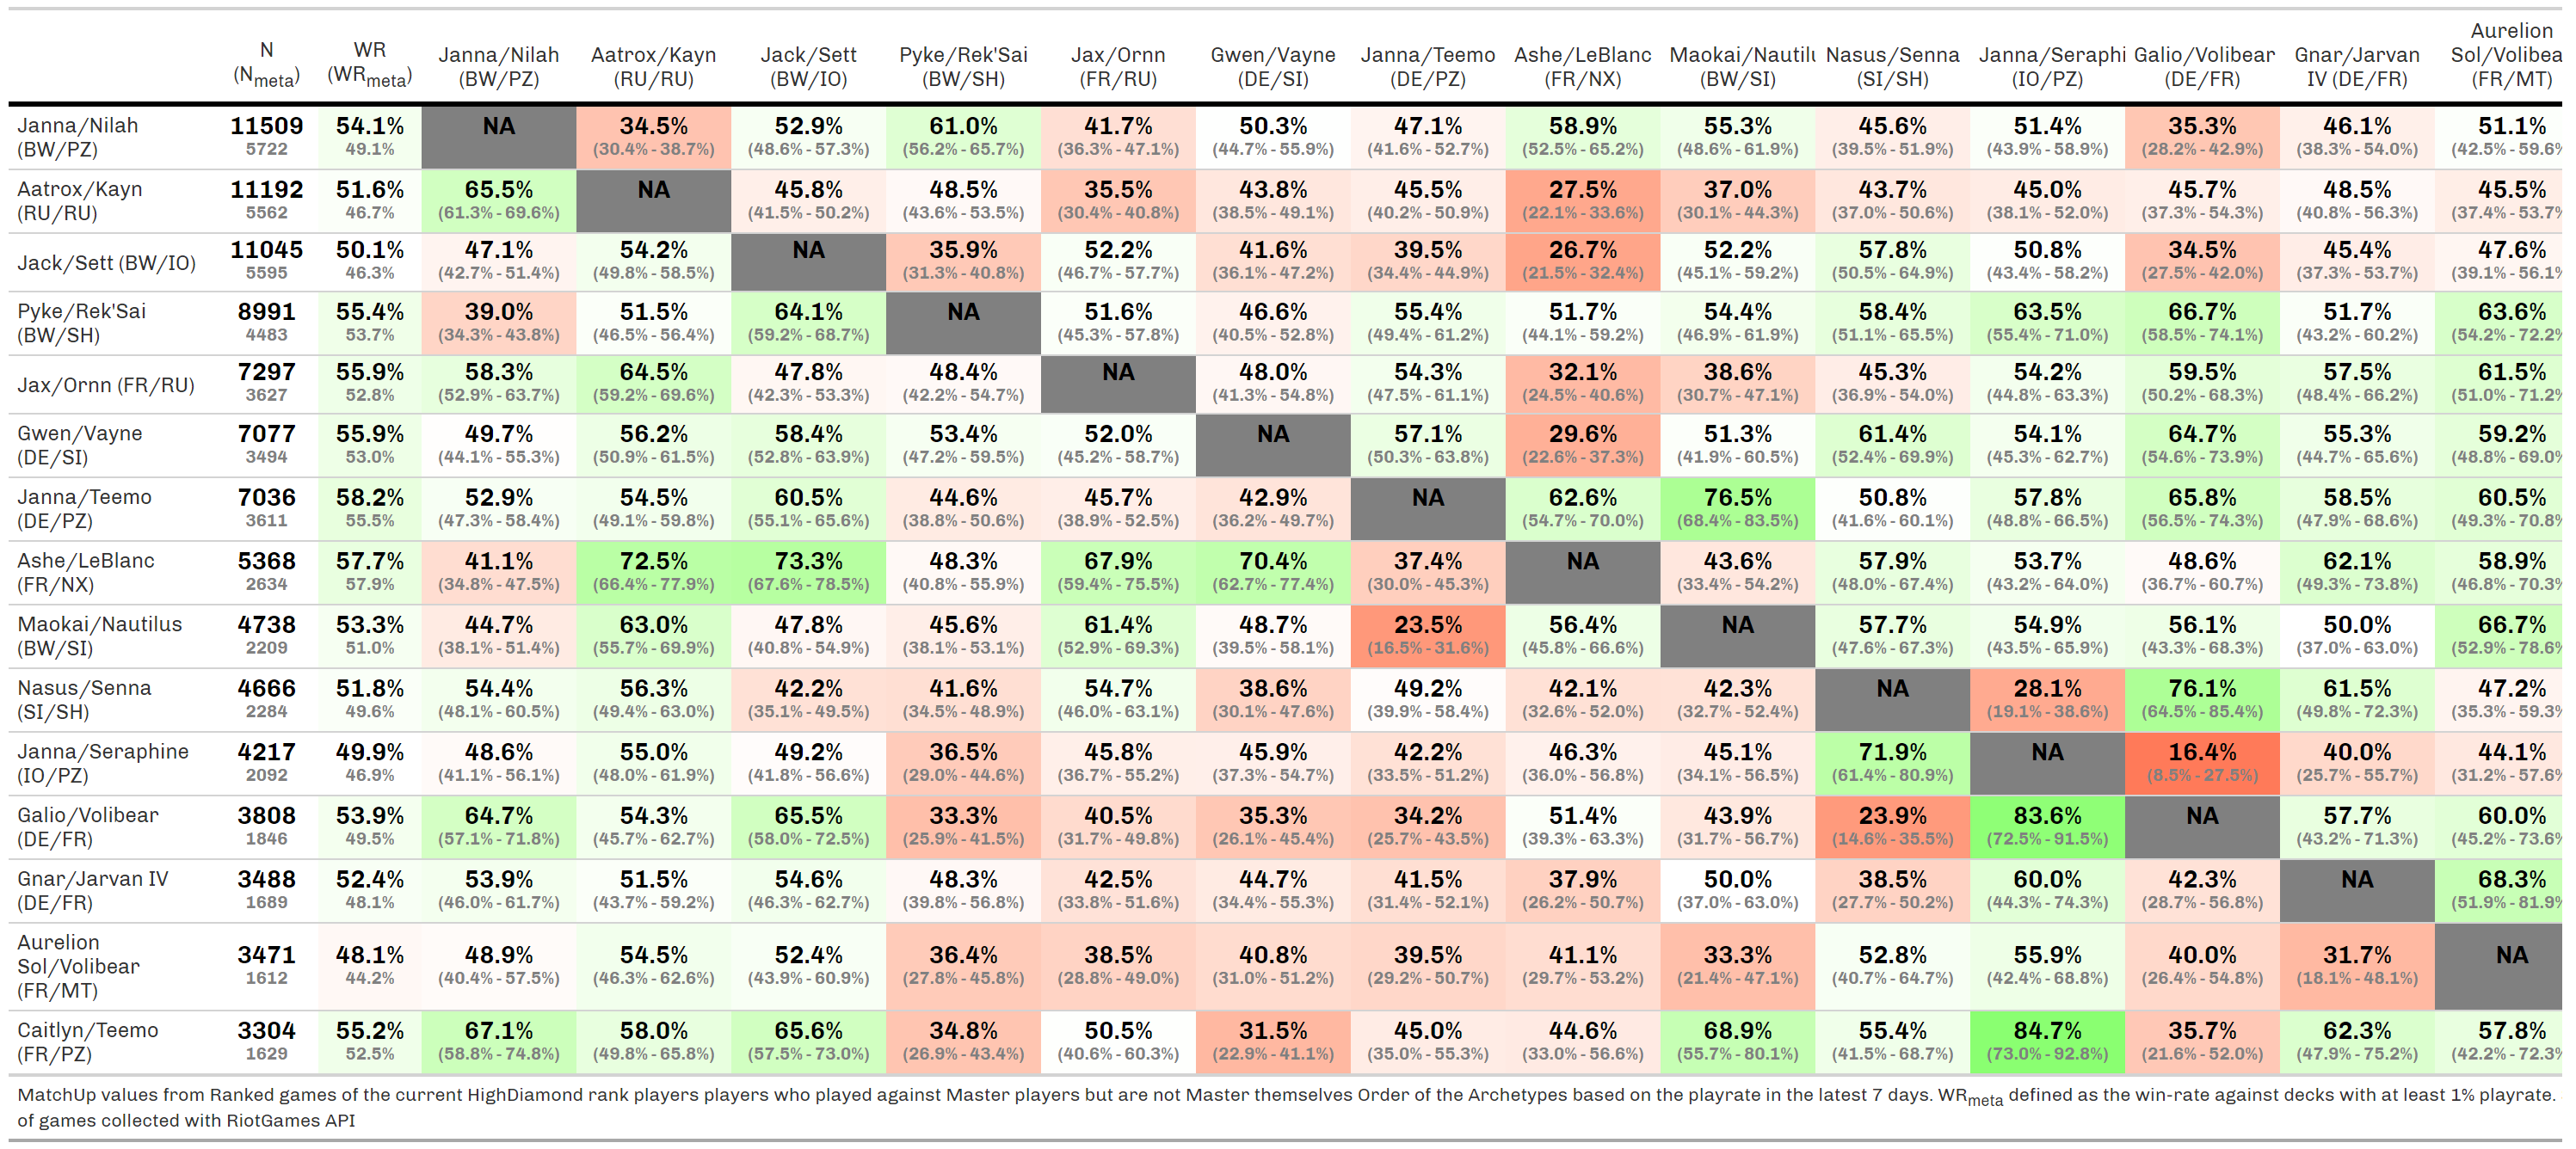 N (Nmeta) WR (WRmeta) Janna/Nilah (BW/PZ) Aatrox/Kayn (RU/RU) Jack/Sett (BW/IO) Pyke/Rek'Sai (BW/SH) Jax/Ornn (FR/RU) Gwen/Vayne (DE/SI) Janna/Teemo (DE/PZ) Ashe/LeBlanc (FR/NX) Maokai/Nautilu (BW/SI) Nasus/Senna (SI/SH) Janna/Seraphi (IO/PZ) Galio/Volibear (DE/FR) Gnar/Jarvan IV (DE/FR) Aurelion Sol/Volibea (FR/MT)
Janna/Nilah (BW/PZ) 11509 54.1% NA 34.5% 52.9% 61.0% 41.7% 50.3% 47.1% 58.9% 55.3% 45.6% 51.4% 35.3% 46.1% 51.1%
5722 49.1% (30.4% - 38.7%) (48.6% - 57.3%) (56.2% - 65.7%) (36.3% - 47.1%) (44.7% - 55.9%) (41.6% - 52.7%) (52.5% - 65.2%) (48.6% - 61.9%) (39.5% - 51.9%) (43.9% - 58.9%) (28.2% - 42.9%) (38.3% - 54.0%) (42.5% - 59.6%
Aatrox/Kayn (RU/RU) 11192 51.6% 65.5% NA 45.8% 48.5% 35.5% 43.8% 45.5% 27.5% 37.0% 43.7% 45.0% 45.7% 48.5% 45.5%
5562 46.7% (61.3% - 69.6%) (41.5% - 50.2%) (43.6% - 53.5%) (30.4% - 40.8%) (38.5% - 49.1%) (40.2% - 50.9%) (22.1% - 33.6%) (30.1% - 44.3%) (37.0% - 50.6%) (38.1% - 52.0%) (37.3% - 54.3%) (40.8% - 56.3%) (37.4% - 53.7%
Jack/Sett (BW/IO) 11045 50.1% 47.1% 54.2% NA 35.9% 52.2% 41.6% 39.5% 26.7% 52.2% 57.8% 50.8% 34.5% 45.4% 47.6%
5595 46.3% (42.7% - 51.4%) (49.8% - 58.5%) (31.3% - 40.8%) (46.7% - 57.7%) (36.1% - 47.2%) (34.4% - 44.9%) (21.5% - 32.4%) (45.1% - 59.2%) (50.5% - 64.9%) (43.4% - 58.2%) (27.5% - 42.0%) (37.3% - 53.7%) (39.1% - 56.1%
Pyke/Rek'Sai (BW/SH) 8991 55.4% 39.0% 51.5% 64.1% NA 51.6% 46.6% 55.4% 51.7% 54.4% 58.4% 63.5% 66.7% 51.7% 63.6%
4483 53.7% (34.3% - 43.8%) (46.5% - 56.4%) (59.2% - 68.7%) (45.3% - 57.8%) (40.5% - 52.8%) (49.4% - 61.2%) (44.1% - 59.2%) (46.9% - 61.9%) (51.1% - 65.5%) (55.4% - 71.0%) (58.5% - 74.1%) (43.2% - 60.2%) (54.2% - 72.2%
Jax/Ornn (FR/RU) 7297 55.9% 58.3% 64.5% 47.8% 48.4% NA 48.0% 54.3% 32.1% 38.6% 45.3% 54.2% 59.5% 57.5% 61.5%
3627 52.8% (52.9% - 63.7%) (59.2% - 69.6%) (42.3% - 53.3%) (42.2% - 54.7%) (41.3% - 54.8%) (47.5% - 61.1%) (24.5% - 40.6%) (30.7% - 47.1%) (36.9% - 54.0%) (44.8% - 63.3%) (50.2% - 68.3%) (48.4% - 66.2%) (51.0% - 71.2%
Gwen/Vayne (DE/SI) 7077 55.9% 49.7% 56.2% 58.4% 53.4% 52.0% NA 57.1% 29.6% 51.3% 61.4% 54.1% 64.7% 55.3% 59.2%
3494 53.0% (44.1% - 55.3%) (50.9% - 61.5%) (52.8% - 63.9%) (47.2% - 59.5%) (45.2% - 58.7%) (50.3% - 63.8%) (22.6% - 37.3%) (41.9% - 60.5%) (52.4% - 69.9%) (45.3% - 62.7%) (54.6% - 73.9%) (44.7% - 65.6%) (48.8% - 69.0%
Janna/Teemo (DE/PZ) 7036 58.2% 52.9% 54.5% 60.5% 44.6% 45.7% 42.9% NA 62.6% 76.5% 50.8% 57.8% 65.8% 58.5% 60.5%
3611 55.5% (47.3% - 58.4%) (49.1% - 59.8%) (55.1% - 65.6%) (38.8% - 50.6%) (38.9% - 52.5%) (36.2% - 49.7%) (54.7% - 70.0%) (68.4% - 83.5%) (41.6% - 60.1%) (48.8% - 66.5%) (56.5% - 74.3%) (47.9% - 68.6%) (49.3% - 70.8%
Ashe/LeBlanc (FR/NX) 5368 57.7% 41.1% 72.5% 73.3% 48.3% 67.9% 70.4% 37.4% NA 43.6% 57.9% 53.7% 48.6% 62.1% 58.9%
2634 57.9% (34.8% - 47.5%) (66.4% - 77.9%) (67.6% - 78.5%) (40.8% - 55.9%) (59.4% - 75.5%) (62.7% - 77.4%) (30.0% - 45.3%) (33.4% - 54.2%) (48.0% - 67.4%) (43.2% - 64.0%) (36.7% - 60.7%) (49.3% - 73.8%) (46.8% - 70.3%
Maokai/Nautilus (BW/SI) 4738 53.3% 44.7% 63.0% 47.8% 45.6% 61.4% 48.7% 23.5% 56.4% NA 57.7% 54.9% 56.1% 50.0% 66.7%
2209 51.0% (38.1% - 51.4%) (55.7% - 69.9%) (40.8% - 54.9%) (38.1% - 53.1%) (52.9% - 69.3%) (39.5% - 58.1%) (16.5% - 31.6%) (45.8% - 66.6%) (47.6% - 67.3%) (43.5% - 65.9%) (43.3% - 68.3%) (37.0% - 63.0%) (52.9% - 78.6%
Nasus/Senna (SI/SH) 4666 51.8% 54.4% 56.3% 42.2% 41.6% 54.7% 38.6% 49.2% 42.1% 42.3% NA 28.1% 76.1% 61.5% 47.2%
2284 49.6% (48.1% - 60.5%) (49.4% - 63.0%) (35.1% - 49.5%) (34.5% - 48.9%) (46.0% - 63.1%) (30.1% - 47.6%) (39.9% - 58.4%) (32.6% - 52.0%) (32.7% - 52.4%) (19.1% - 38.6%) (64.5% - 85.4%) (49.8% - 72.3%) (35.3% - 59.3%
Janna/Seraphine (IO/PZ) 4217 49.9% 48.6% 55.0% 49.2% 36.5% 45.8% 45.9% 42.2% 46.3% 45.1% 71.9% NA 16.4% 40.0% 44.1%
2092 46.9% (41.1% - 56.1%) (48.0% - 61.9%) (41.8% - 56.6%) (29.0% - 44.6%) (36.7% - 55.2%) (37.3% - 54.7%) (33.5% - 51.2%) (36.0% - 56.8%) (34.1% - 56.5%) (61.4% - 80.9%) (8.5% - 27.5%) (25.7% - 55.7%) (31.2% - 57.6%
Galio/Volibear (DE/FR) 3808 53.9% 64.7% 54.3% 65.5% 33.3% 40.5% 35.3% 34.2% 51.4% 43.9% 23.9% 83.6% NA 57.7% 60.0%
1846 49.5% (57.1% - 71.8%) (45.7% - 62.7%) (58.0% - 72.5%) (25.9% - 41.5%) (31.7% - 49.8%) (26.1% - 45.4%) (25.7% - 43.5%) (39.3% - 63.3%) (31.7% - 56.7%) (14.6% - 35.5%) (72.5% - 91.5%) (43.2% - 71.3%) (45.2% - 73.6%
Gnar/Jarvan IV (DE/FR) 3488 52.4% 53.9% 51.5% 54.6% 48.3% 42.5% 44.7% 41.5% 37.9% 50.0% 38.5% 60.0% 42.3% NA 68.3%
1689 48.1% (46.0% - 61.7%) (43.7% - 59.2%) (46.3% - 62.7%) (39.8% - 56.8%) (33.8% - 51.6%) (34.4% - 55.3%) (31.4% - 52.1%) (26.2% - 50.7%) (37.0% - 63.0%) (27.7% - 50.2%) (44.3% - 74.3%) (28.7% - 56.8%) (51.9% - 81.9%
Aurelion Sol/Volibear (FR/MT) 3471 48.1% 48.9% 54.5% 52.4% 36.4% 38.5% 40.8% 39.5% 41.1% 33.3% 52.8% 55.9% 40.0% 31.7% NA
1612 44.2% (40.4% - 57.5%) (46.3% - 62.6%) (43.9% - 60.9%) (27.8% - 45.8%) (28.8% - 49.0%) (31.0% - 51.2%) (29.2% - 50.7%) (29.7% - 53.2%) (21.4% - 47.1%) (40.7% - 64.7%) (42.4% - 68.8%) (26.4% - 54.8%) (18.1% - 48.1%)
Caitlyn/Teemo (FR/PZ) 3304 55.2% 67.1% 58.0% 65.6% 34.8% 50.5% 31.5% 45.0% 44.6% 68.9% 55.4% 84.7% 35.7% 62.3% 57.8%
1629 52.5% (58.8% - 74.8%) (49.8% - 65.8%) (57.5% - 73.0%) (26.9% - 43.4%) (40.6% - 60.3%) (22.9% - 41.1%) (35.0% - 55.3%) (33.0% - 56.6%) (55.7% - 80.1%) (41.5% - 68.7%) (73.0% - 92.8%) (21.6% - 52.0%) (47.9% - 75.2%) (42.2% - 72.3%
MatchUp values from Ranked games of the current HighDiamond rank players players who played against Master players but are not Master themselves Order of the Archetypes based on the playrate in the latest 7 days. WRmeta defined as the win-rate against decks with at least 1% playrate.
of games collected with RiotGames API